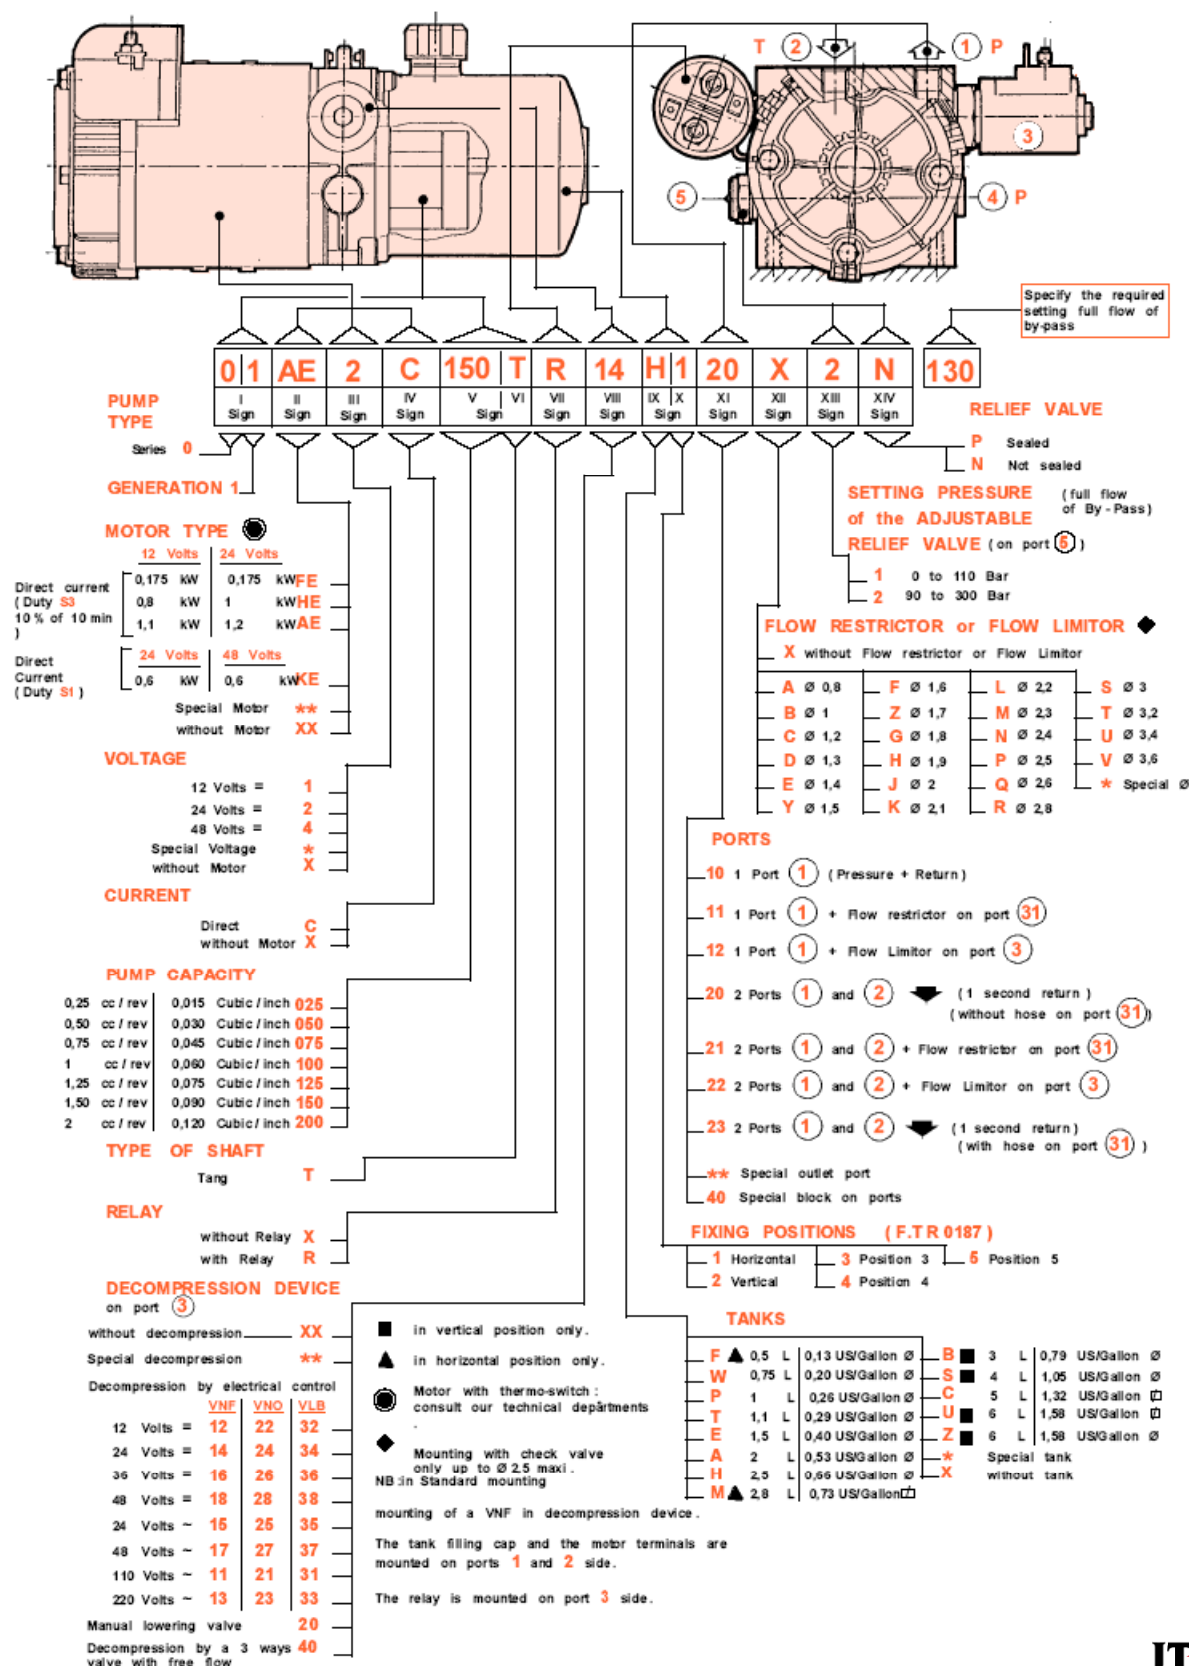 T 2 1 P
3
5 4 P
Specify the required
setting full flow of
by-pass
0 1 AE 2 C 150 T R 14 H 1 20 X 2 N 130
I II III IV V VI VII VIII IX X XI XII XIII XIV
Sign Sign Sign Sign Sign Sign Sign Sign Sign Sign Sign Sign
PUMP
TYPE
Series 0
GENERATION 1
MOTOR TYPE
12 Volts 24 Volts
Direct current
( Duty S3
10 % of 10 min
)
0,175 kW 0,175 kW FE
0,8 kW 1 kW HE
1,1 kW 1,2 kW AE
Direct
Current
( Duty S1 )
24 Volts 48 Volts
0,6 kW 0,6 kW KE
Special Motor **
without Motor XX
VOLTAGE
12 Volts = 1
24 Volts = 2
48 Volts = 4
Special Voltage *
without Motor X
CURRENT
Direct C
without Motor X
PUMP CAPACITY
0,25 cc / rev 0,015 Cubic / inch 025
0,50 cc / rev 0,030 Cubic / inch 050
0,75 cc / rev 0,045 Cubic / inch 075
1 cc / rev 0,060 Cubic / inch 100
1,25 cc / rev 0,075 Cubic / inch 125
1,50 cc / rev 0,090 Cubic / inch 150
2 cc / rev 0,120 Cubic / inch 200
TYPE OF SHAFT
Tang T
RELAY
without Relay X
with Relay R
DECOMPRESSION DEVICE
on port 3
without decompression XX
Special decompression **
Decompression by electrical control
VNF VNO VLB
12 Volts = 12 22 32
24 Volts = 14 24 34
36 Volts = 16 26 36
48 Volts = 18 28 38
24 Volts ~ 15 25 35
48 Volts ~ 17 27 37
110 Volts ~ 11 21 31
220 Volts ~ 13 23 33
Manual lowering valve 20
Decompression by a 3 ways 40
valve with free flow
■ in vertical position only .
▲ in horizontal position only .
Motor with thermo-switch :
consult our technical depārtments
.
◆ Mounting with check valve
only up to Ø 2.5 maxi .
NB :in Standard mounting
mounting of a VNF in decompression device .
The tank filling cap and the motor terminals are
mounted on ports 1 and 2 side .
The relay is mounted on port 3 side .
RELIEF VALVE
P Sealed
N Not sealed
SETTING PRESSURE ( full flow
of the ADJUSTABLE of By - Pass )
RELIEF VALVE ( on port 5 )
1 0 to 110 Bar
2 90 to 300 Bar
FLOW RESTRICTOR or FLOW LIMITOR ◆
X without Flow restrictor or Flow Limitor
A Ø 0,8 F Ø 1,6 L Ø 2,2 S Ø 3
B Ø 1 Z Ø 1,7 M Ø 2,3 T Ø 3,2
C Ø 1,2 G Ø 1,8 N Ø 2,4 U Ø 3,4
D Ø 1,3 H Ø 1,9 P Ø 2,5 V Ø 3,6
E Ø 1,4 J Ø 2 Q Ø 2,6 * Special Ø
Y Ø 1,5 K Ø 2,1 R Ø 2,8
PORTS
10 1 Port 1 ( Pressure + Return )
11 1 Port 1 + Flow restrictor on port 31
12 1 Port 1 + Flow Limitor on port 3
20 2 Ports 1 and 2 ( 1 second return )
( without hose on port 31 )
21 2 Ports 1 and 2 + Flow restrictor on port 31
22 2 Ports 1 and 2 + Flow Limitor on port 3
23 2 Ports 1 and 2 ( 1 second return )
( with hose on port 31 )
** Special outlet port
40 Special block on ports
FIXING POSITIONS ( F.T R 0187 )
1 Horizontal 3 Position 3 5 Position 5
2 Vertical 4 Position 4
TANKS
F ▲ 0,5 L 0,13 US/Gallon Ø B ■ 3 L 0,79 US/Gallon Ø
W 0,75 L 0,20 US/Gallon Ø S ■ 4 L 1,05 US/Gallon Ø
P 1 L 0,26 US/Gallon Ø C 5 L 1,32 US/Gallon
T 1,1 L 0,29 US/Gallon Ø U ■ 6 L 1,58 US/Gallon
E 1,5 L 0,40 US/Gallon Ø Z ■ 6 L 1,58 US/Gallon Ø
A 2 L 0,53 US/Gallon Ø * Special tank
H 2,5 L 0,66 US/Gallon Ø X without tank
M ▲ 2,8 L 0,73 US/Gallon
IT